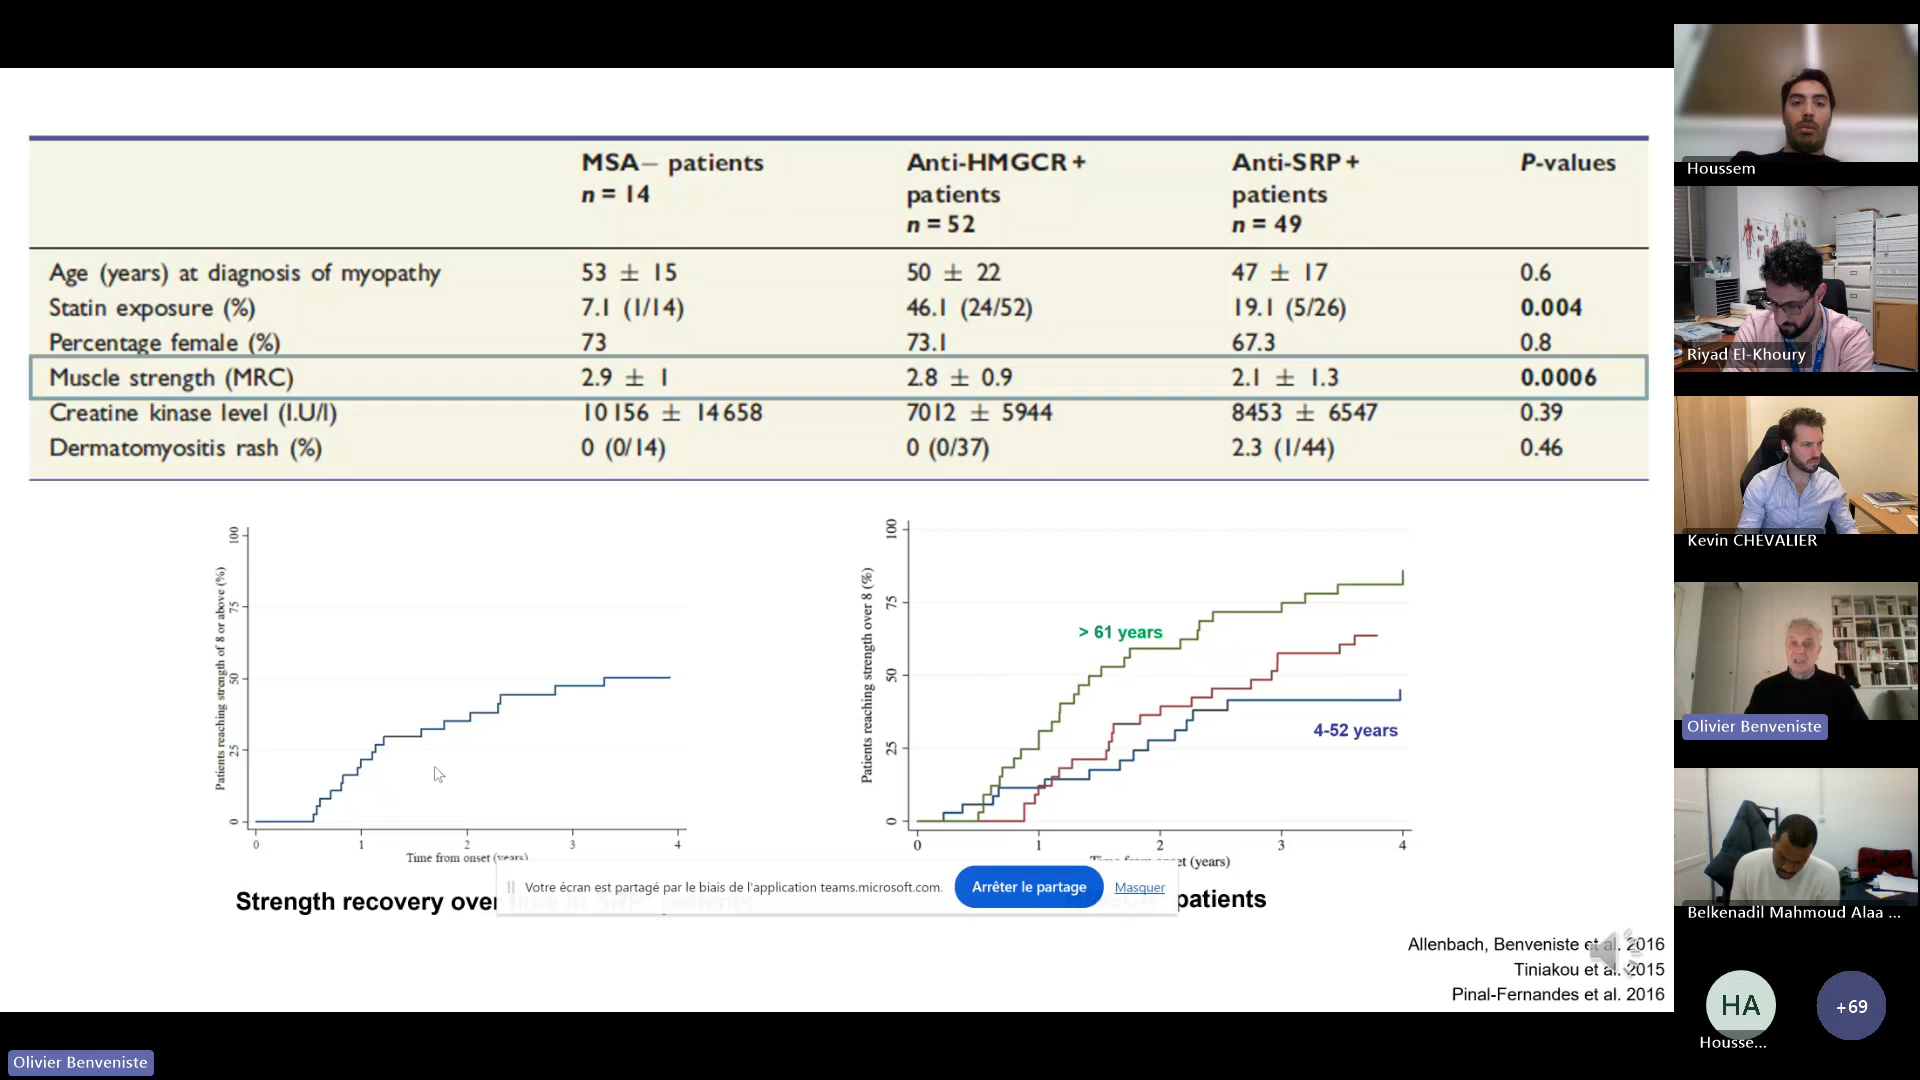 MSA– patients
n = 14
Anti-HMGCR+
patients
n = 52
Anti-SRP+
patients
n = 49
P-values
Age (years) at diagnosis of myopathy 53 ± 15 50 ± 22 47 ± 17 0.6
Statin exposure (%) 7.1 (1/14) 46.1 (24/52) 19.1 (5/26) 0.004
Percentage female (%) 73 73.1 67.3 0.8
Muscle strength (MRC) 2.9 ± 1 2.8 ± 0.9 2.1 ± 1.3 0.0006
Creatine kinase level (I.U/l) 10 156 ± 14 658 7012 ± 5944 8453 ± 6547 0.39
Dermatomyositis rash (%) 0 (0/14) 0 (0/37) 2.3 (1/44) 0.46
Patients reaching strength of 8 or above (%)
100
75
50
25
0
0 1 2 3 4
Time from onset (years)
Strength recovery over
Patients reaching strength over 8 (%)
100
75
50
25
0
> 61 years
4-52 years
0 1 2 3 4
Time from onset (years)
patients
Votre écran est partagé par le biais de l'application teams.microsoft.com.
Arrêter le partage
Masquer
Allenbach, Benveniste et al. 2016
Tiniakou et al. 2015
Pinal-Fernandes et al. 2016
Olivier Benveniste
Houssem
Riyad El-Khoury
Kevin CHEVALIER
Olivier Benveniste
Belkenadil Mahmoud Alaa ...
HA
Housse...
+69